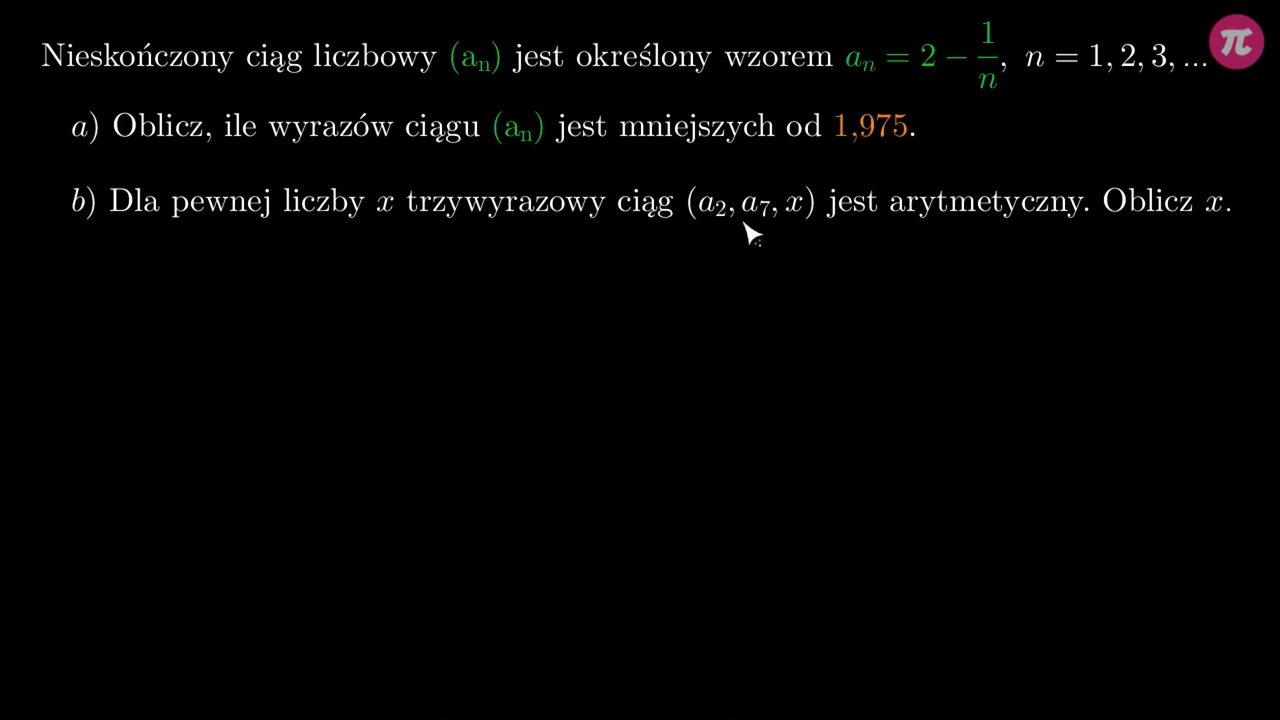 Nieskończony ciąg liczbowy (aₙ) jest określony wzorem aₙ = 2 − 1/n, n = 1, 2, 3, ...
a) Oblicz, ile wyrazów ciągu (aₙ) jest mniejszych od 1,975.
b) Dla pewnej liczby x trzywyrazowy ciąg (a₂, a₇, x) jest arytmetyczny. Oblicz x.
π